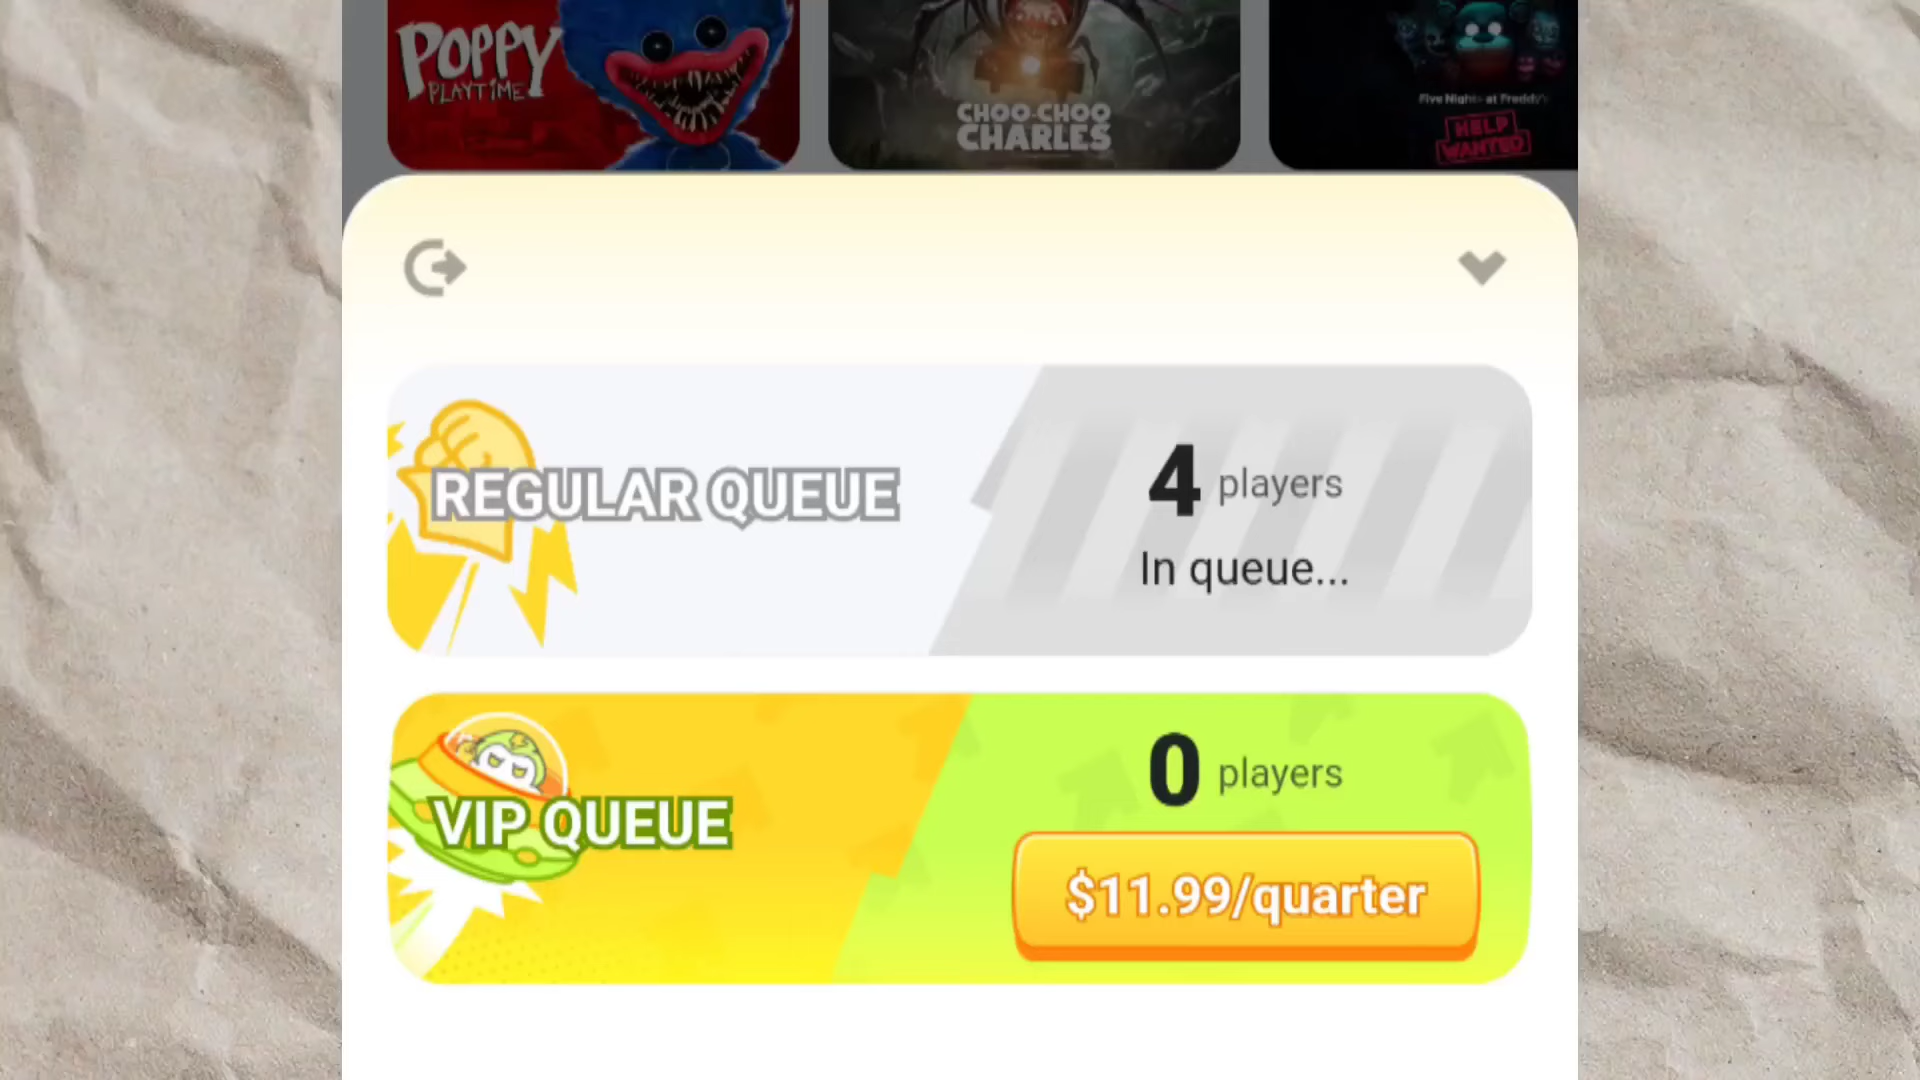 POPPY
PLAYTIME
CHOO-CHOO
CHARLES
Five Nights at Freddy's
HELP
WANTED
REGULAR QUEUE
4 players
In queue...
VIP QUEUE
0 players
$11.99/quarter